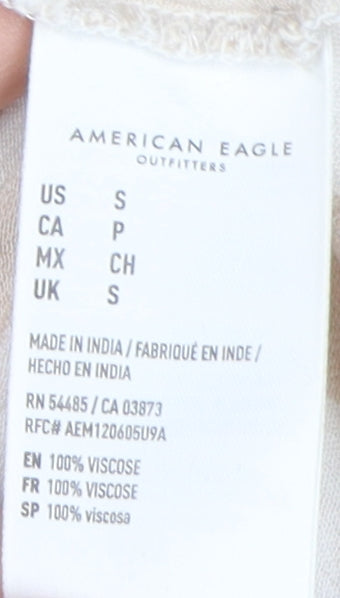 AMERICAN EAGLE
OUTFITTERS
US S
CA P
MX CH
UK S
MADE IN INDIA / FABRIQUÉ EN INDE /
HECHO EN INDIA
RN 54485 / CA 03873
RFC# AEM120605U9A
EN 100% VISCOSE
FR 100% VISCOSE
SP 100% viscosa